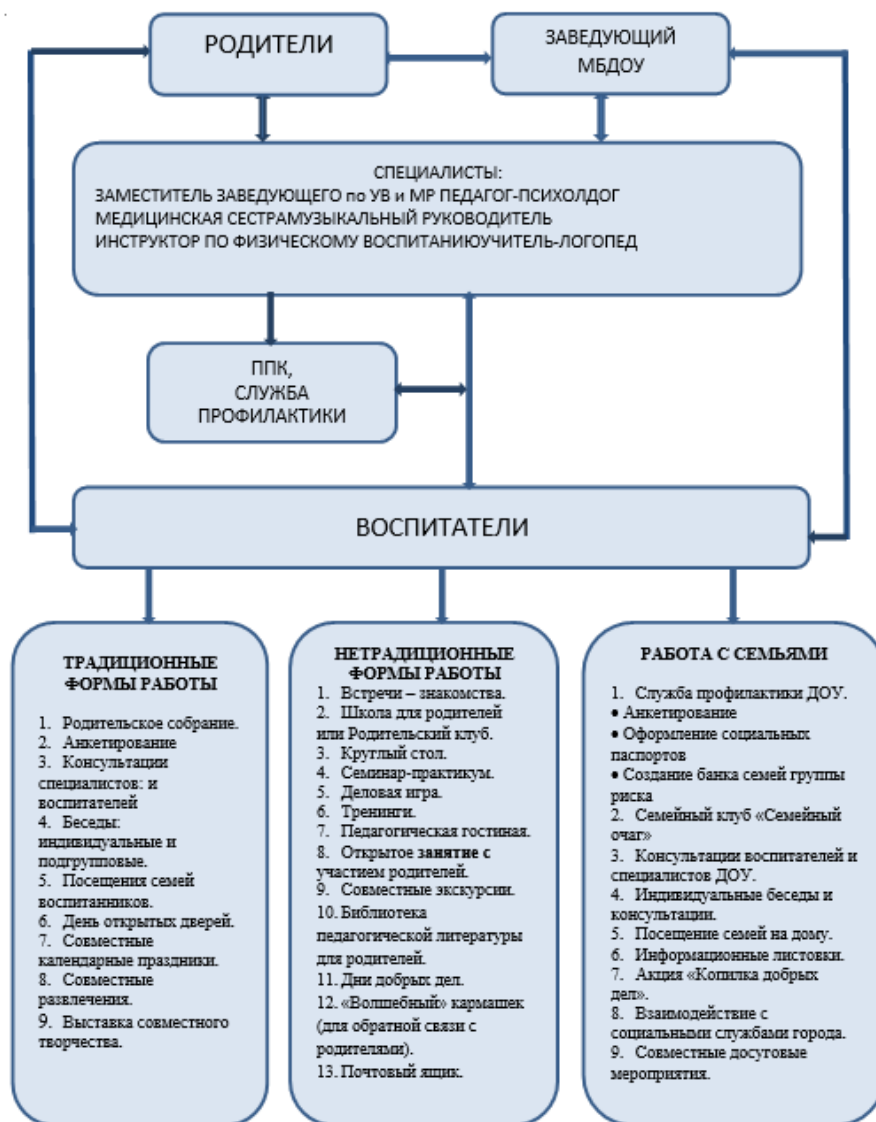 РОДИТЕЛИ
ЗАВЕДУЮЩИЙ
МБДОУ
СПЕЦИАЛИСТЫ:
ЗАМЕСТИТЕЛЬ ЗАВЕДУЮЩЕГО по УВ и МР ПЕДАГОГ-ПСИХОЛДОГ
МЕДИЦИНСКАЯ СЕСТРАМУЗЫКАЛЬНЫЙ РУКОВОДИТЕЛЬ
ИНСТРУКТОР ПО ФИЗИЧЕСКОМУ ВОСПИТАНИЮУЧИТЕЛЬ-ЛОГОПЕД
ППК,
СЛУЖБА
ПРОФИЛАКТИКИ
ВОСПИТАТЕЛИ
ТРАДИЦИОННЫЕ
ФОРМЫ РАБОТЫ
1. Родительское собрание.
2. Анкетирование
3. Консультации
специалистов: и
воспитателей
4. Беседы:
индивидуальные и
подгрупповые.
5. Посещения семей
воспитанников.
6. День открытых дверей.
7. Совместные
календарные праздники.
8. Совместные
развлечения.
9. Выставка совместного
творчества.
НЕТРАДИЦИОННЫЕ
ФОРМЫ РАБОТЫ
1. Встречи – знакомства.
2. Школа для родителей
или Родительский клуб.
3. Круглый стол.
4. Семинар-практикум.
5. Деловая игра.
6. Тренинги.
7. Педагогическая гостиная.
8. Открытое занятие с
участием родителей.
9. Совместные экскурсии.
10. Библиотека
педагогической литературы
для родителей.
11. Дни добрых дел.
12. «Волшебный» кармашек
(для обратной связи с
родителями).
13. Почтовый ящик.
РАБОТА С СЕМЬЯМИ
1. Служба профилактики ДОУ.
• Анкетирование
• Оформление социальных
паспортов
• Создание банка семей группы
риска
2. Семейный клуб «Семейный
очаг»
3. Консультации воспитателей и
специалистов ДОУ.
4. Индивидуальные беседы и
консультации.
5. Посещение семей на дому.
6. Информационные листовки.
7. Акция «Копилка добрых
дел».
8. Взаимодействие с
социальными службами города.
9. Совместные досуговые
мероприятия.